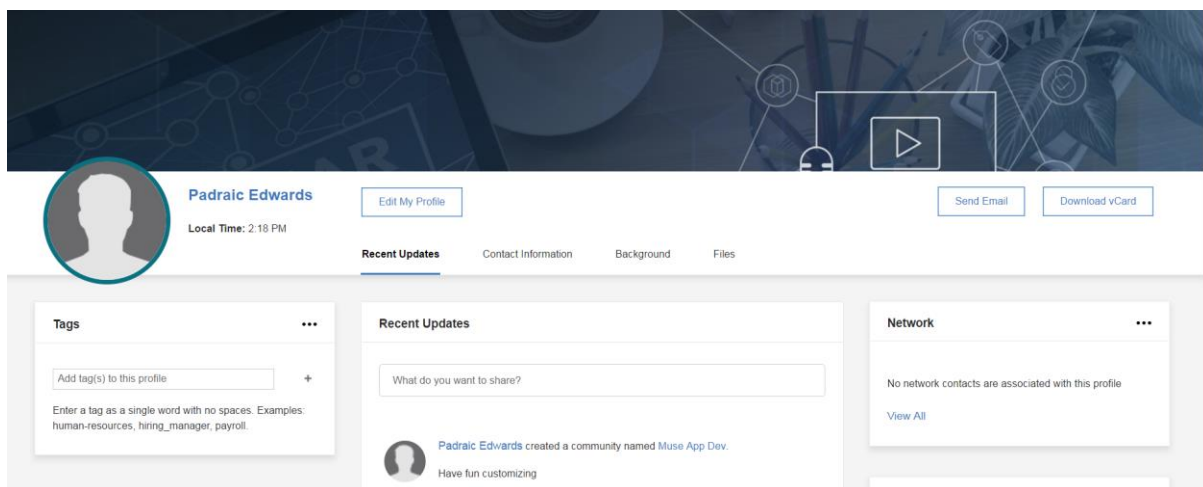 AR
Padraic Edwards
Local Time: 2:18 PM
Edit My Profile
Send Email
Download vCard
Recent Updates
Contact Information
Background
Files
Tags
•••
Add tag(s) to this profile
+
Enter a tag as a single word with no spaces. Examples:
human-resources, hiring_manager, payroll.
Recent Updates
What do you want to share?
Padraic Edwards created a community named Muse App Dev.
Have fun customizing
Network
•••
No network contacts are associated with this profile
View All